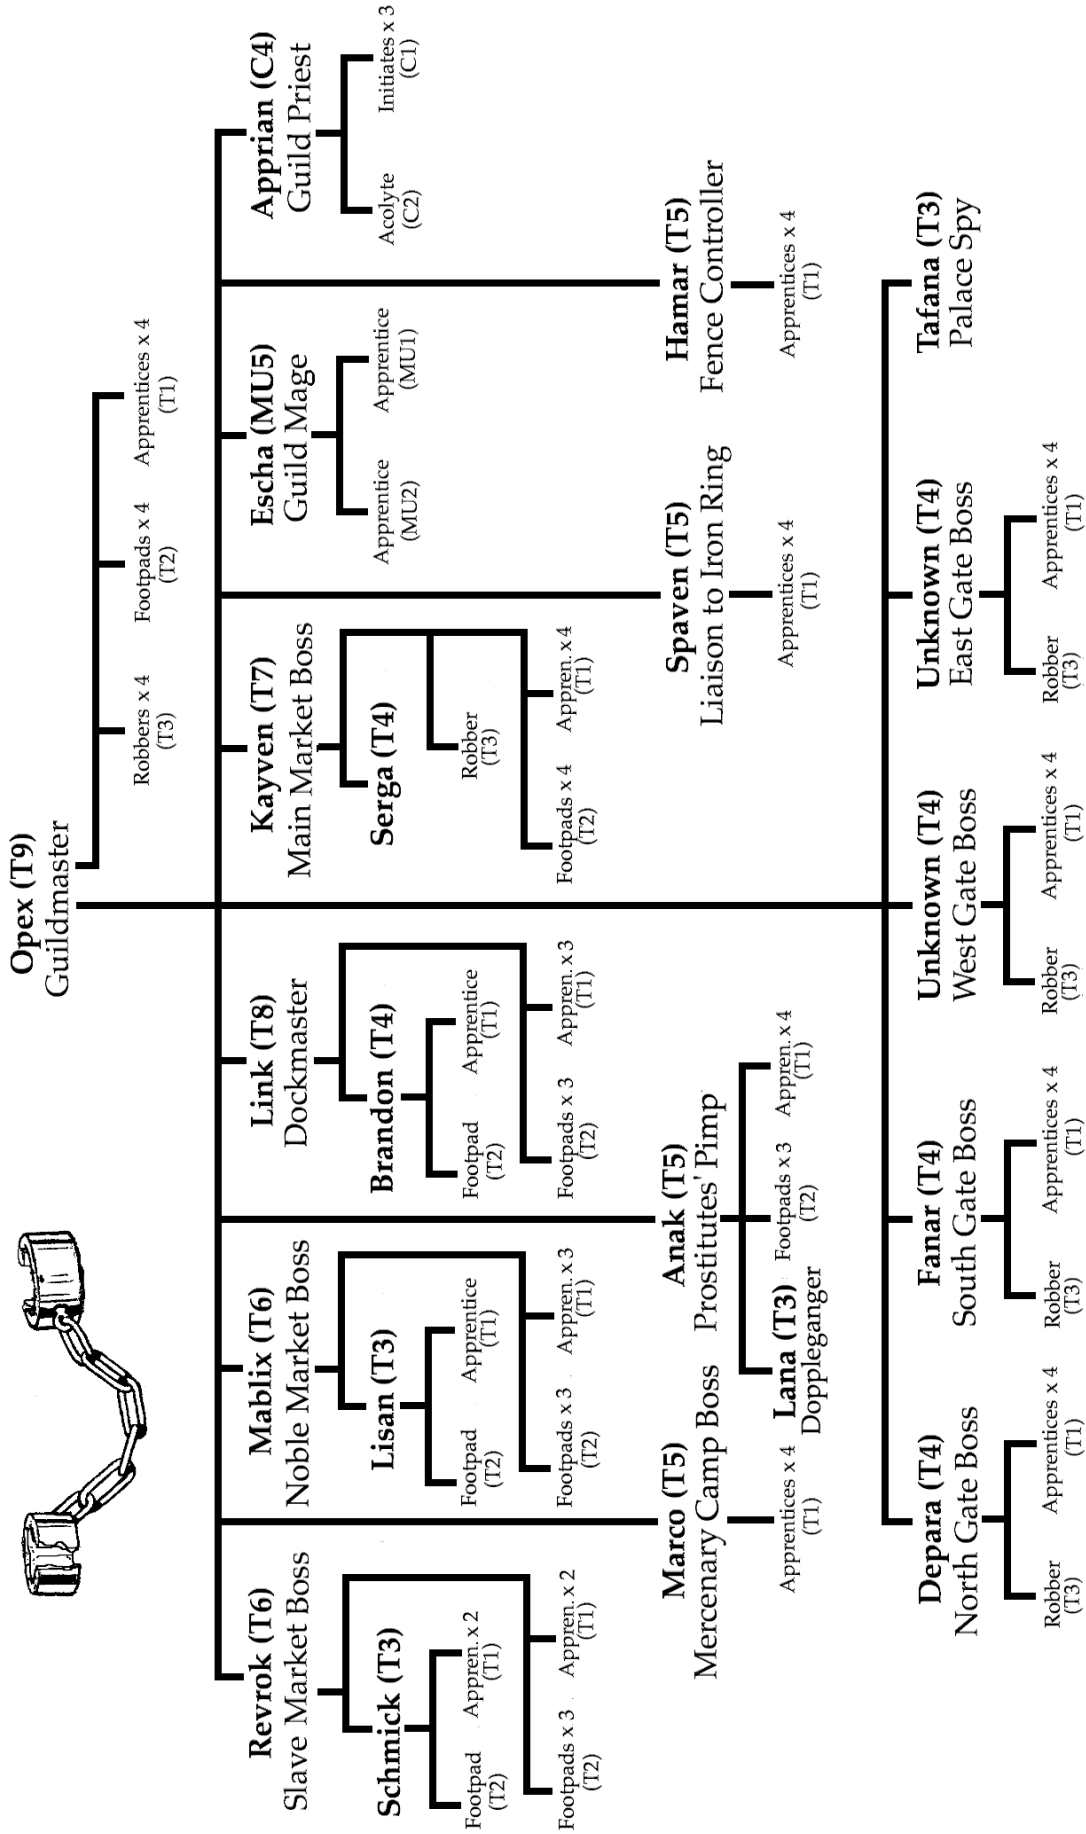 Opex (T9)
Guildmaster
Robbers x 4
(T3)
Footpads x 4
(T2)
Apprentices x 4
(T1)
Revrok (T6)
Slave Market Boss
Schmick (T3)
Footpad
(T2)
Appren. x 2
(T1)
Footpads x 3
(T2)
Appren. x 2
(T1)
Mablix (T6)
Noble Market Boss
Lisan (T3)
Footpad
(T2)
Apprentice
(T1)
Footpads x 3
(T2)
Appren. x 3
(T1)
Link (T8)
Dockmaster
Brandon (T4)
Footpad
(T2)
Apprentice
(T1)
Footpads x 3
(T2)
Appren. x 3
(T1)
Kayven (T7)
Main Market Boss
Serga (T4)
Robber
(T3)
Footpads x 4
(T2)
Appren. x 4
(T1)
Escha (MU5)
Guild Mage
Apprentice
(MU2)
Apprentice
(MU1)
Apprian (C4)
Guild Priest
Acolyte
(C2)
Initiates x 3
(C1)
Marco (T5)
Mercenary Camp Boss
Apprentices x 4
(T1)
Anak (T5)
Prostitutes' Pimp
Lana (T3)
Doppleganger
Footpads x 3
(T2)
Appren. x 4
(T1)
Spaven (T5)
Liaison to Iron Ring
Apprentices x 4
(T1)
Hamar (T5)
Fence Controller
Apprentices x 4
(T1)
Depara (T4)
North Gate Boss
Robber
(T3)
Apprentices x 4
(T1)
Fanar (T4)
South Gate Boss
Robber
(T3)
Apprentices x 4
(T1)
Unknown (T4)
West Gate Boss
Robber
(T3)
Apprentices x 4
(T1)
Unknown (T4)
East Gate Boss
Robber
(T3)
Apprentices x 4
(T1)
Tafana (T3)
Palace Spy